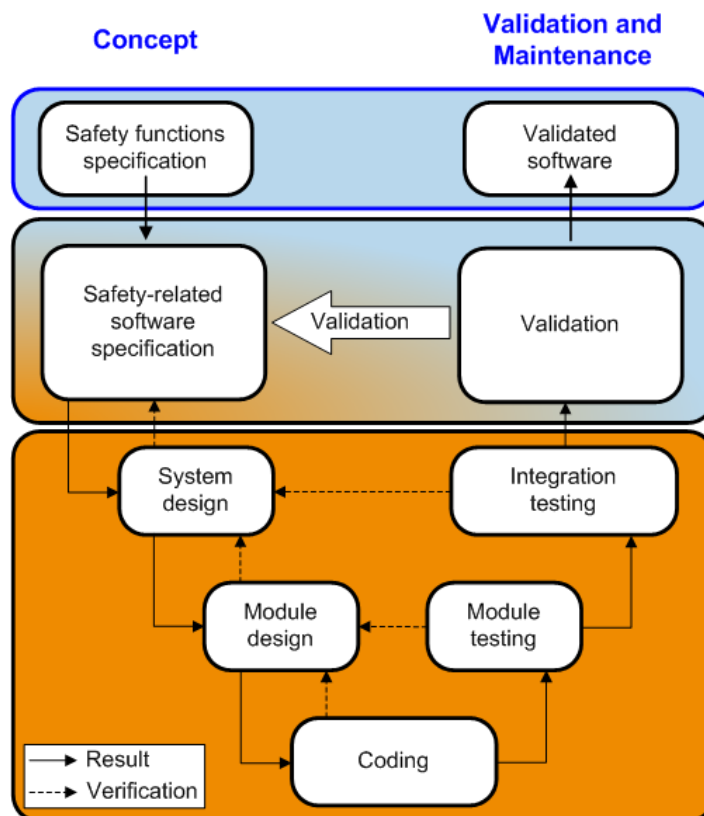 Concept
Validation and
Maintenance
Safety functions
specification
Validated
software
Safety-related
software
specification
Validation
Validation
System
design
Integration
testing
Module
design
Module
testing
Coding
Result
Verification